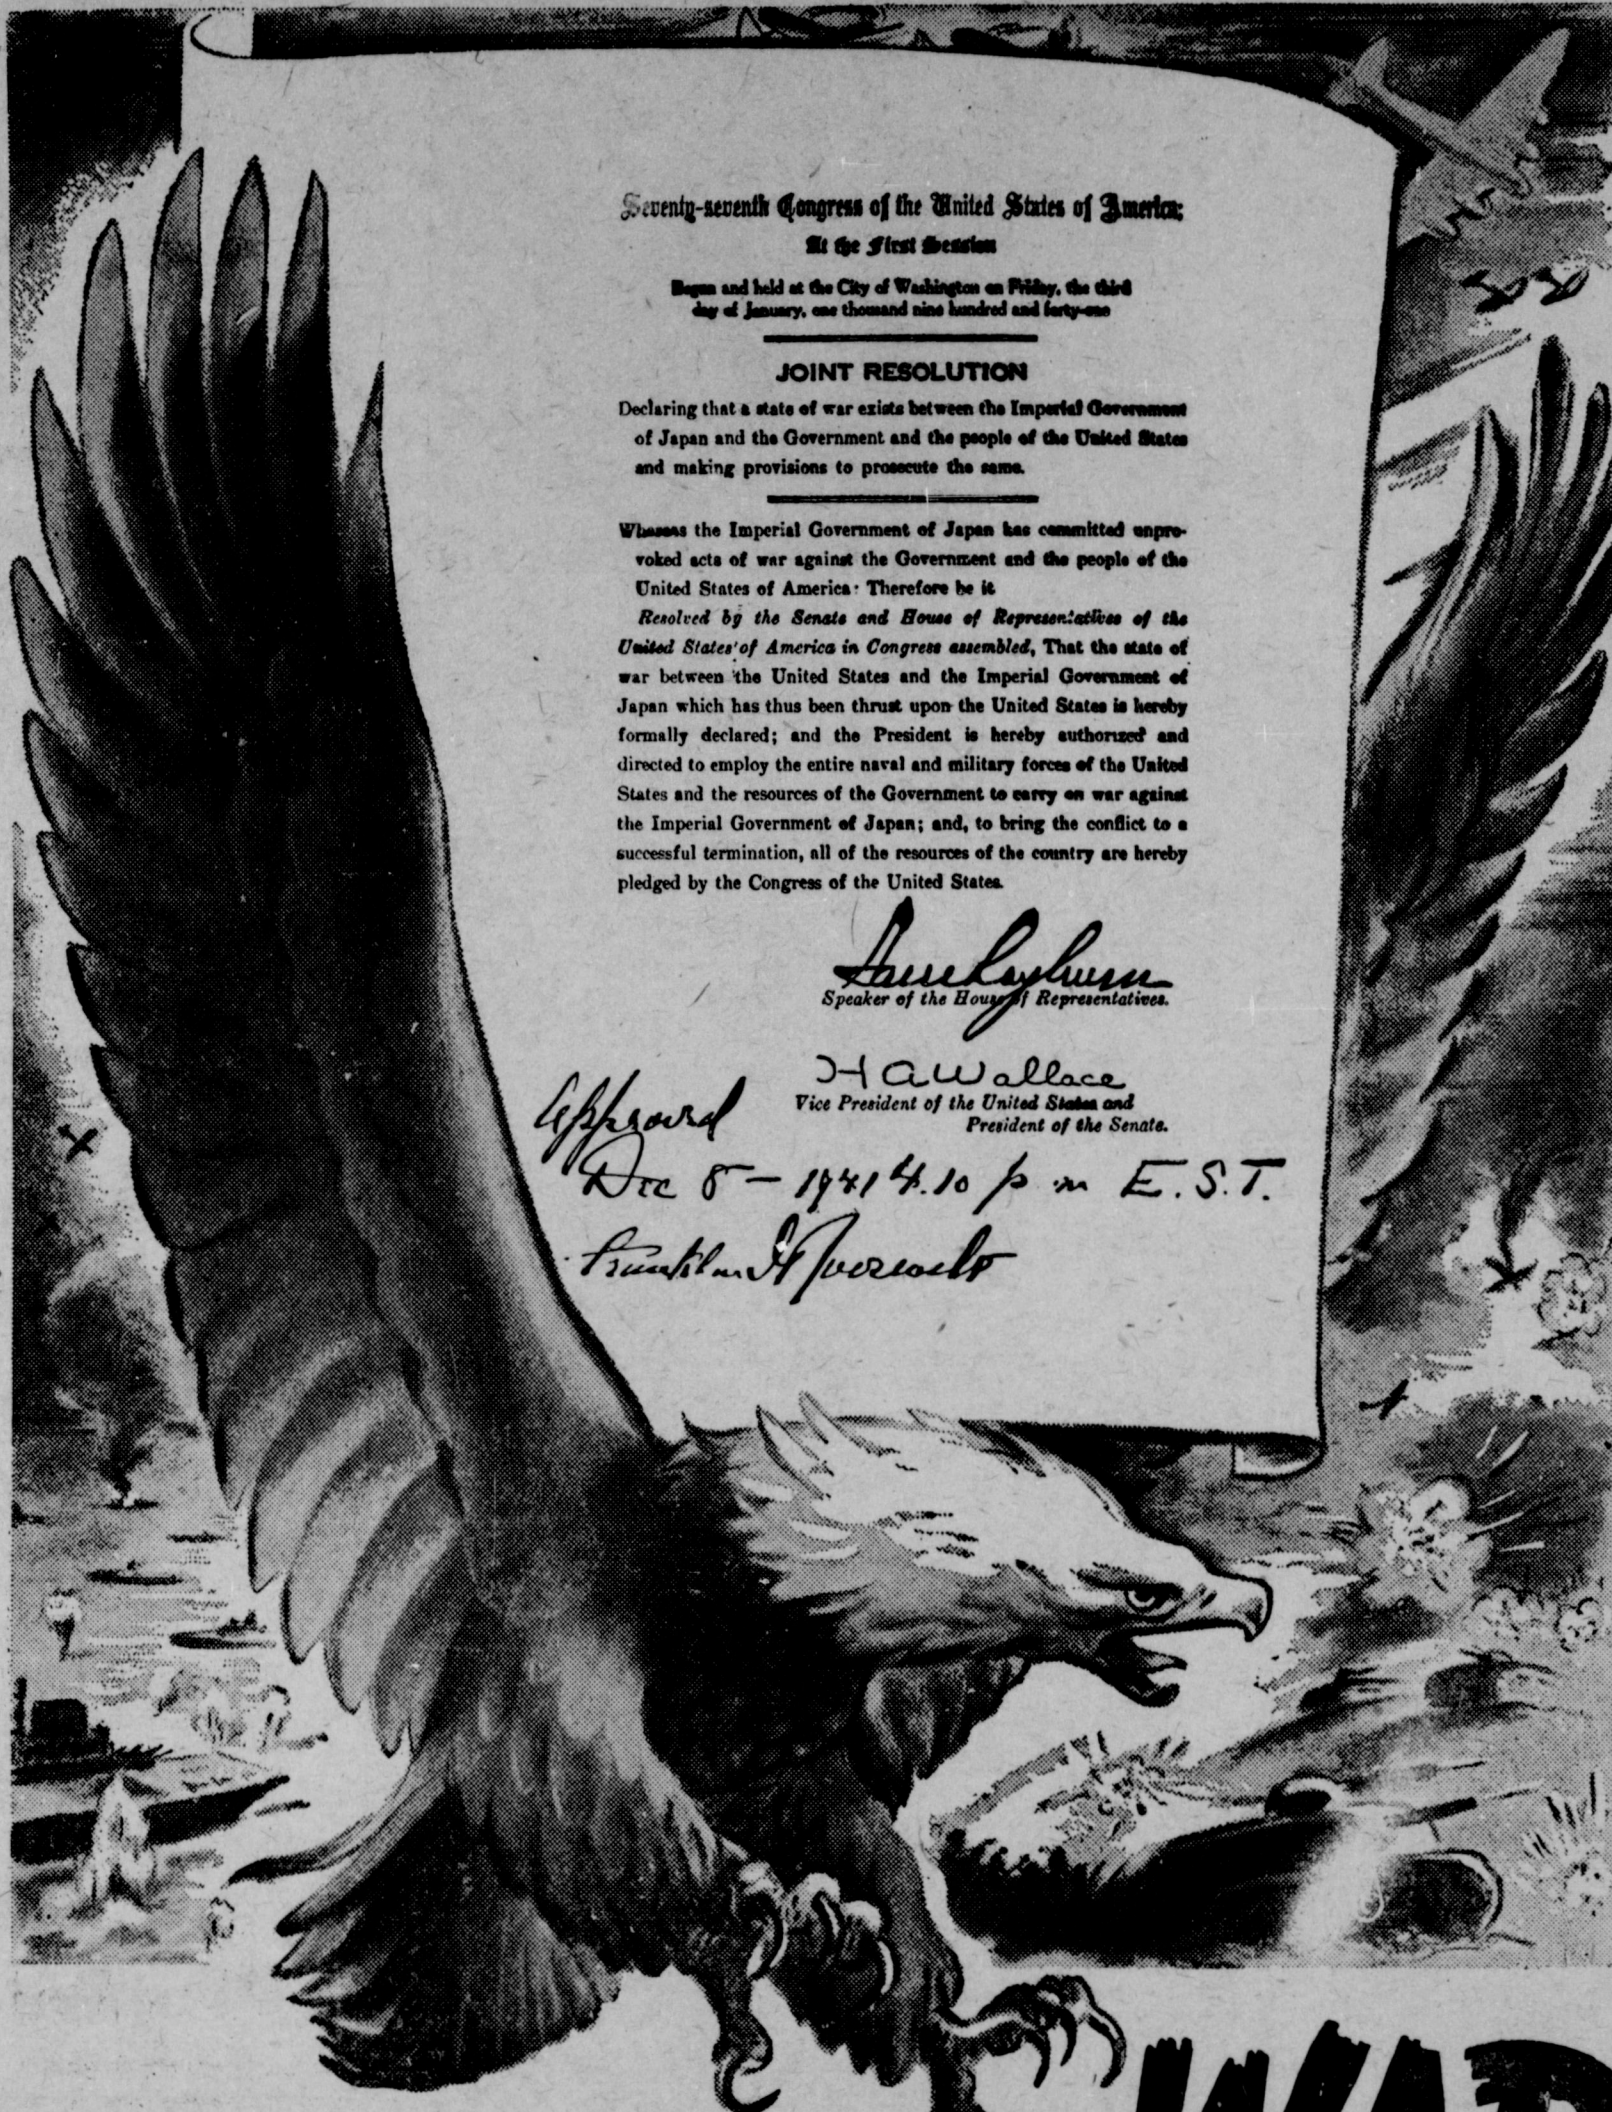 Seventy-seventh Congress of the United States of America;
At the First Session
Begun and held at the City of Washington on Friday, the third
day of January, one thousand nine hundred and forty-one
JOINT RESOLUTION
Declaring that a state of war exists between the Imperial Government
of Japan and the Government and the people of the United States
and making provisions to prosecute the same.
Whereas the Imperial Government of Japan has committed unpro-
voked acts of war against the Government and the people of the
United States of America: Therefore be it
Resolved by the Senate and House of Representatives of the
United States of America in Congress assembled, That the state of
war between the United States and the Imperial Government of
Japan which has thus been thrust upon the United States is hereby
formally declared; and the President is hereby authorized and
directed to employ the entire naval and military forces of the United
States and the resources of the Government to carry on war against
the Imperial Government of Japan; and, to bring the conflict to a
successful termination, all of the resources of the country are hereby
pledged by the Congress of the United States.
Sam Rayburn
Speaker of the House of Representatives.
H A Wallace
Vice President of the United States and
President of the Senate.
Approved
Dec 8 — 1941 4.10 p m E.S.T.
Franklin D Roosevelt
WAR